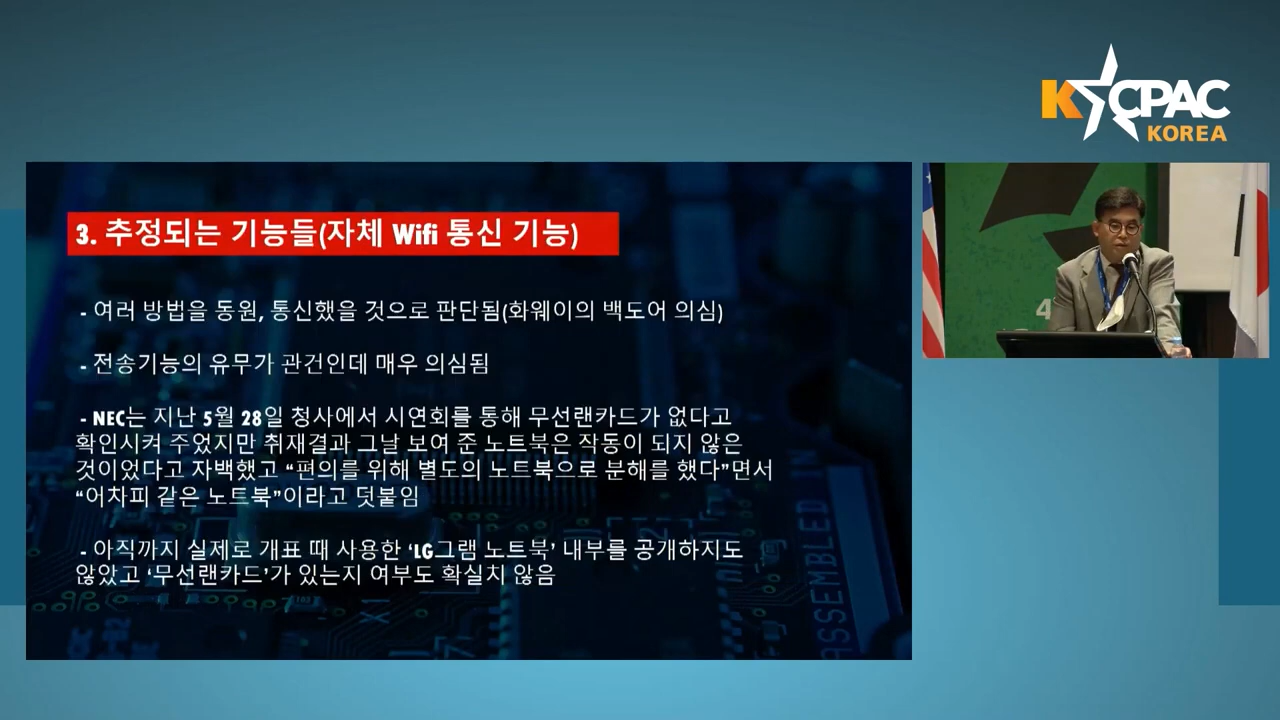 K CPAC
KOREA
3. 추정되는 기능들(자체 Wifi 통신 기능)
- 여러 방법을 동원, 통신했을 것으로 판단됨(화웨이의 백도어 의심)
- 전송기능의 유무가 관건인데 매우 의심됨
- NEC는 지난 5월 28일 청사에서 시연회를 통해 무선랜카드가 없다고
확인시켜 주었지만 취재결과 그날 보여 준 노트북은 작동이 되지 않은
것이었다고 자백했고 “편의를 위해 별도의 노트북으로 분해를 했다”면서
“어차피 같은 노트북”이라고 덧붙임
- 아직까지 실제로 개표 때 사용한 ‘LG그램 노트북’ 내부를 공개하지도
않았고 ‘무선랜카드’가 있는지 여부도 확실치 않음
ASSEMBLED IN
X1
4